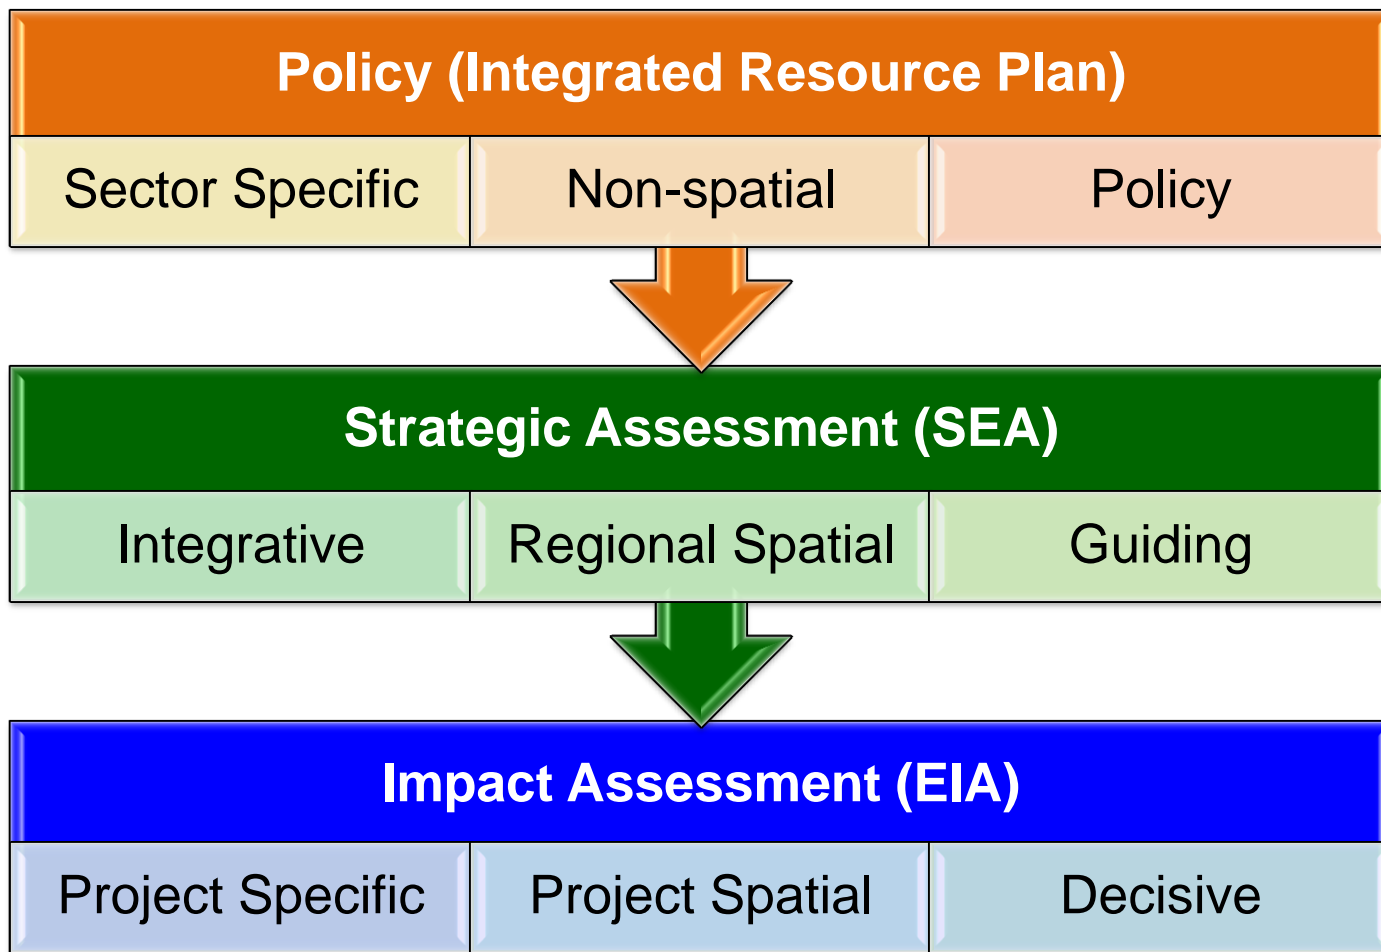 Policy (Integrated Resource Plan)
Sector Specific
Non-spatial
Policy
Strategic Assessment (SEA)
Integrative
Regional Spatial
Guiding
Impact Assessment (EIA)
Project Specific
Project Spatial
Decisive